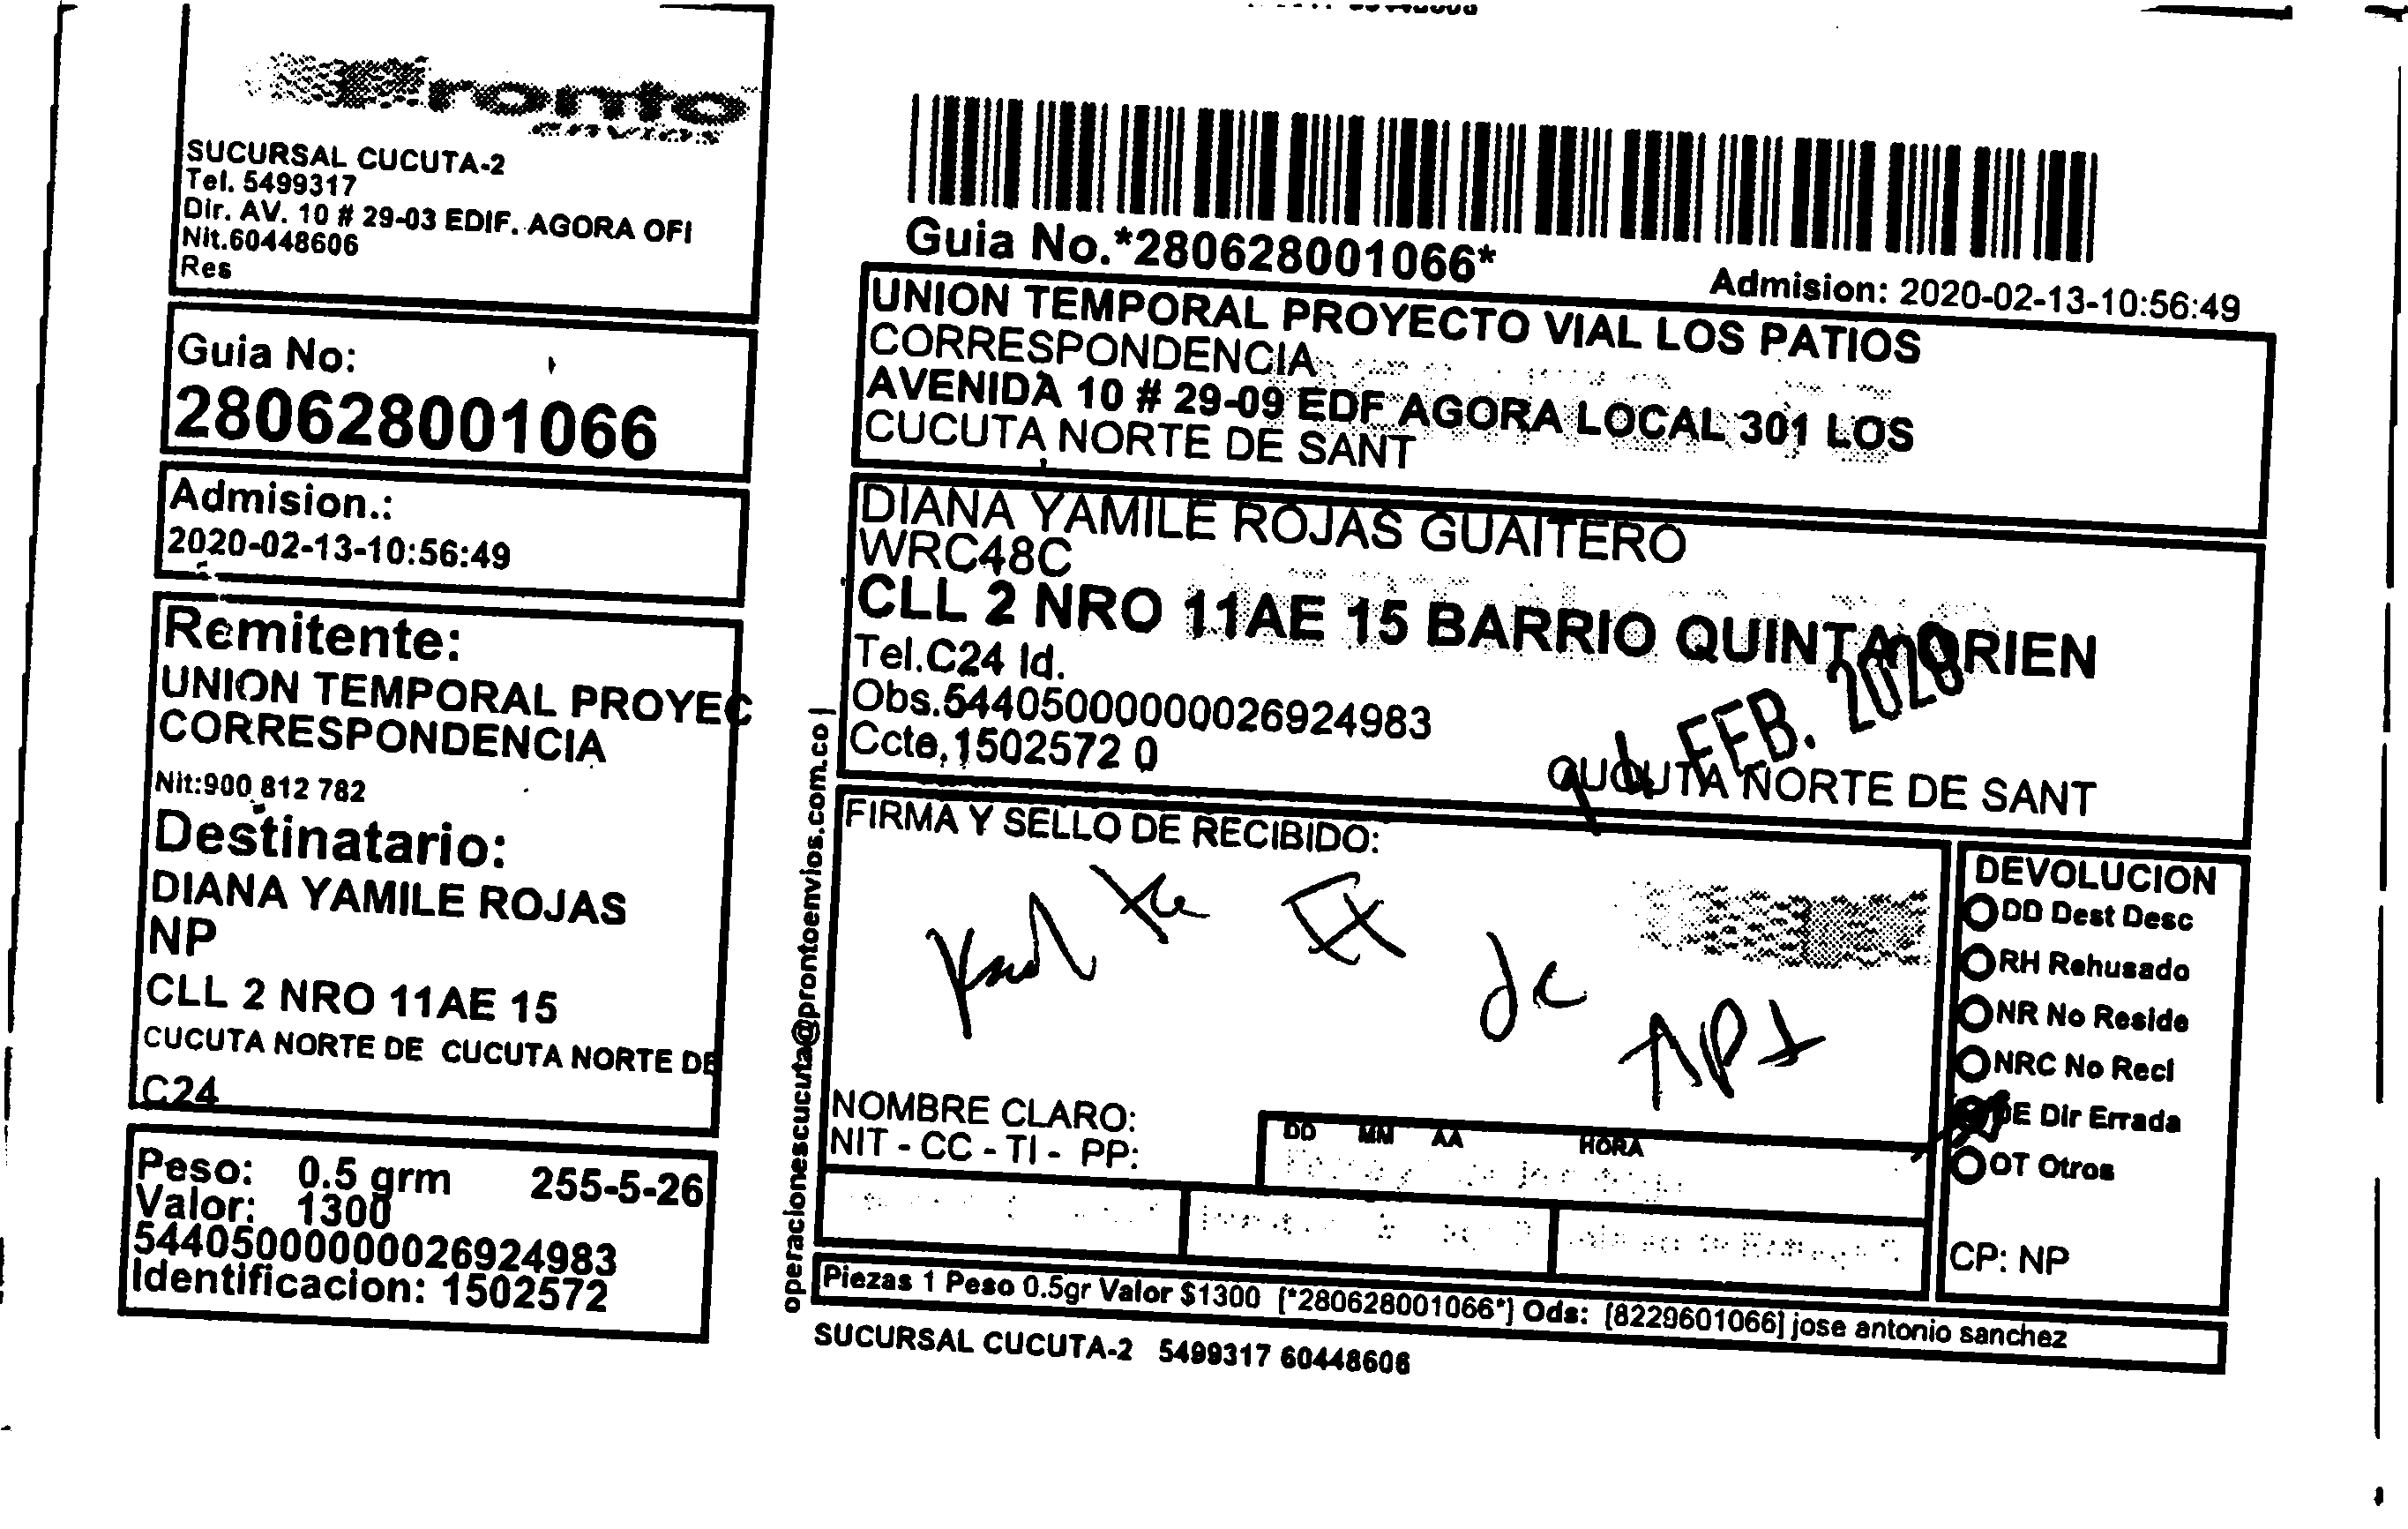 Pronto
envios
SUCURSAL CUCUTA-2
Tel. 5499317
Dir. AV. 10 # 29-03 EDIF. AGORA OFI
Nit.60448606
Res
Guia No:
280628001066
Admision.:
2020-02-13-10:56:49
Remitente:
UNION TEMPORAL PROYEC
CORRESPONDENCIA
Nit:900 812 782
Destinatario:
DIANA YAMILE ROJAS
NP
CLL 2 NRO 11AE 15
CUCUTA NORTE DE CUCUTA NORTE DE
C24
Peso: 0.5 grm 255-5-26
Valor: 1300
544050000000026924983
Identificacion: 1502572
operacionescucuta@prontoenvios.com.co |
Guia No.*280628001066*
Admision: 2020-02-13-10:56:49
UNION TEMPORAL PROYECTO VIAL LOS PATIOS
CORRESPONDENCIA
AVENIDA 10 # 29-09 EDF AGORA LOCAL 301 LOS
CUCUTA NORTE DE SANT
DIANA YAMILE ROJAS GUAITERO
WRC48C
CLL 2 NRO 11AE 15 BARRIO QUINTA ORIEN
Tel.C24 Id.
Obs.544050000000026924983
Ccte.1502572 0
FEB. 2020
CUCUTA NORTE DE SANT
FIRMA Y SELLO DE RECIBIDO:
de
NOMBRE CLARO:
NIT - CC - TI - PP:
DD MM AA HORA
DEVOLUCION
DD Dest Desc
RH Rehusado
NR No Reside
NRC No Recl
DE Dir Errada
OT Otros
CP: NP
Piezas 1 Peso 0.5gr Valor $1300 [*280628001066*] Ods: [8229601066] jose antonio sanchez
SUCURSAL CUCUTA-2 5499317 60448606